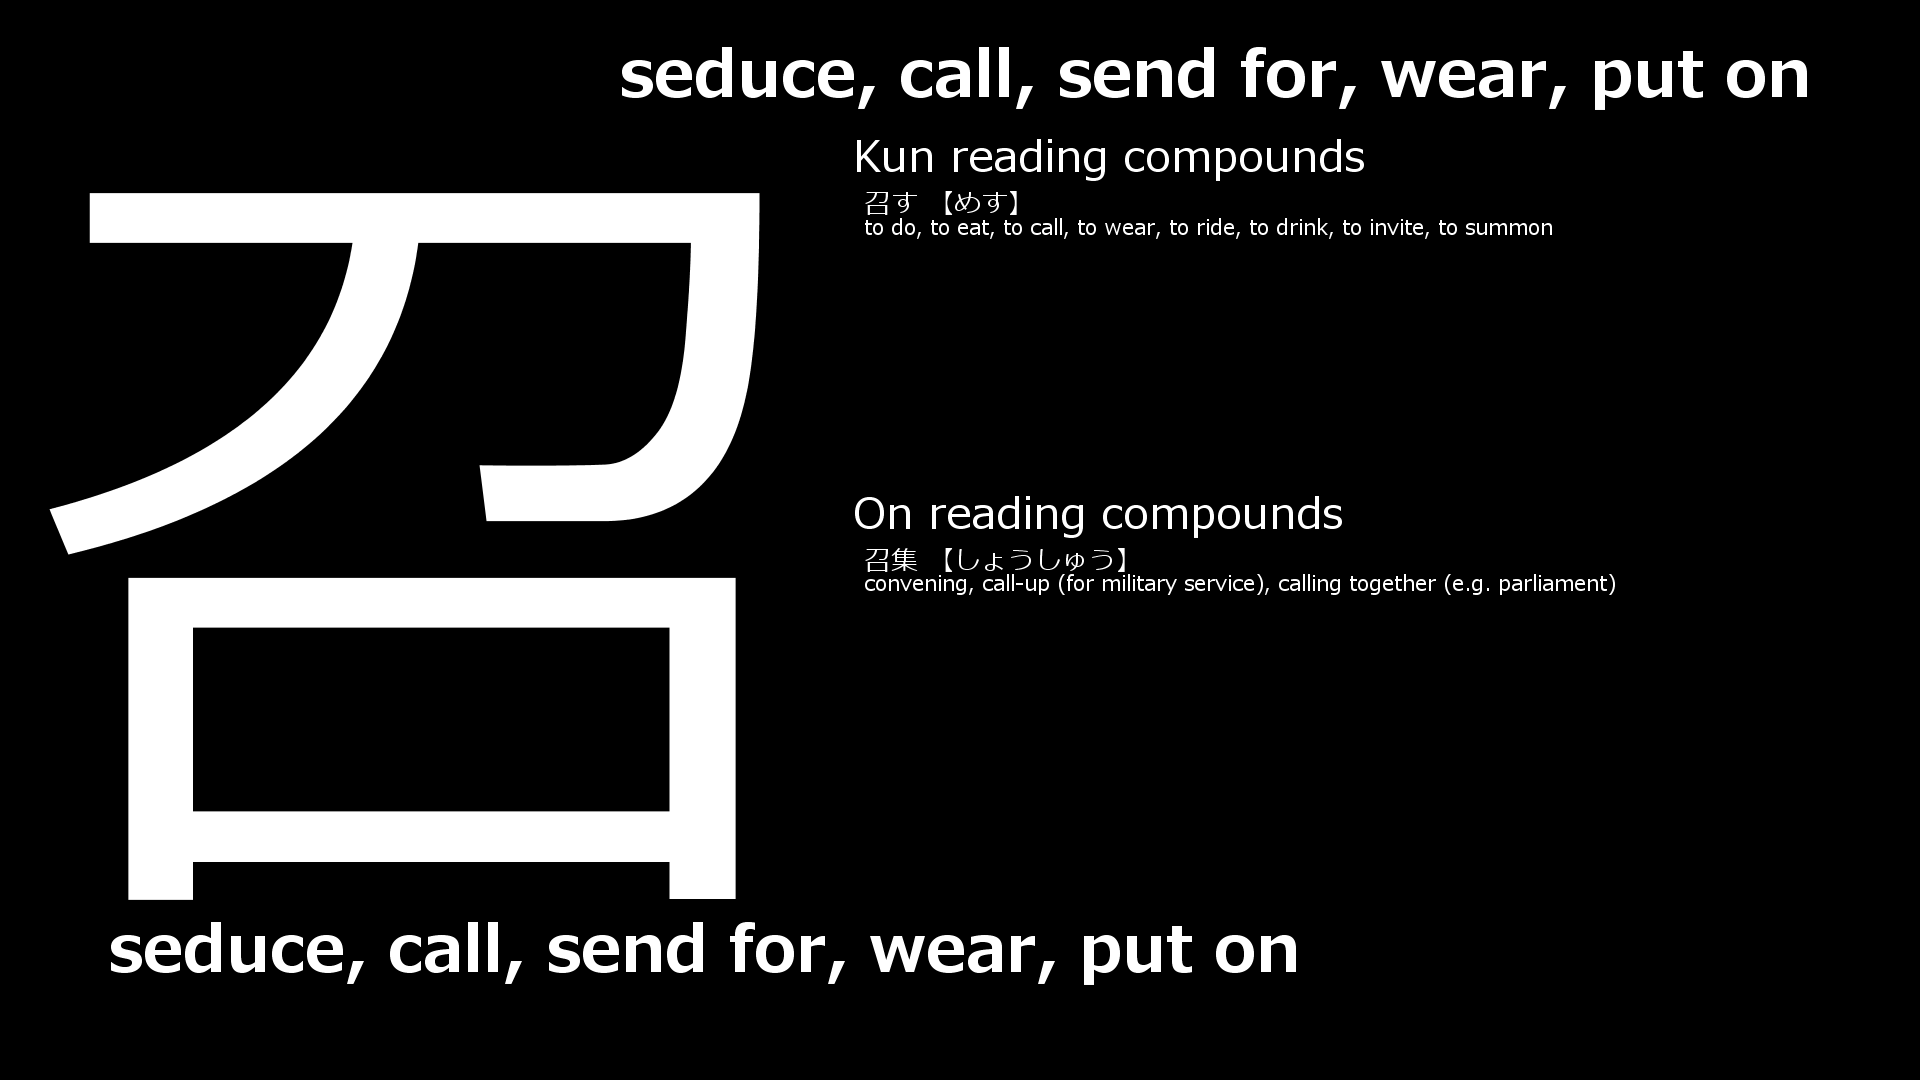 seduce, call, send for, wear, put on
召
Kun reading compounds
召す 【めす】
to do, to eat, to call, to wear, to ride, to drink, to invite, to summon
On reading compounds
召集 【しょうしゅう】
convening, call-up (for military service), calling together (e.g. parliament)
seduce, call, send for, wear, put on